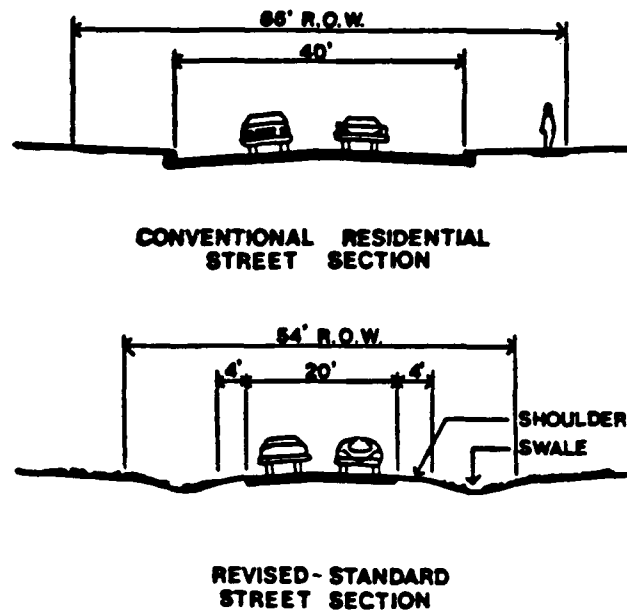 66' R.O.W.
40'
CONVENTIONAL RESIDENTIAL
STREET SECTION
54' R.O.W.
4' 20' 4'
SHOULDER
SWALE
REVISED~STANDARD
STREET SECTION